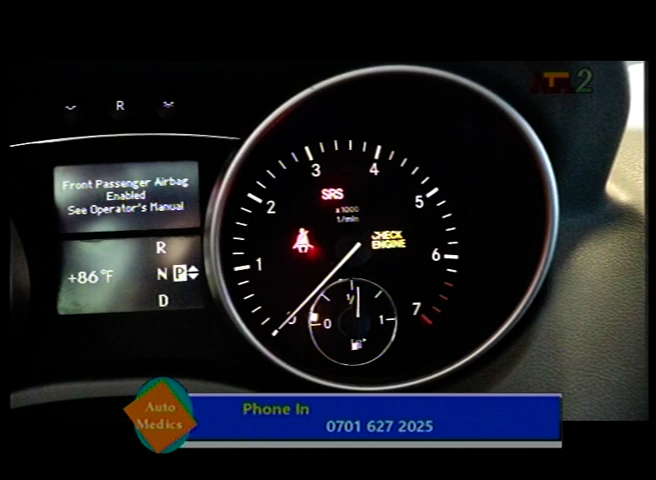 R
2
Front Passenger Airbag
Enabled
See Operator's Manual
R
+86°F N P
D
3
4
SRS
2
x1000
1/min
5
CHECK
ENGINE
1
6
7
0
1/
0
1
Auto
Medics
Phone In
0701 627 2025